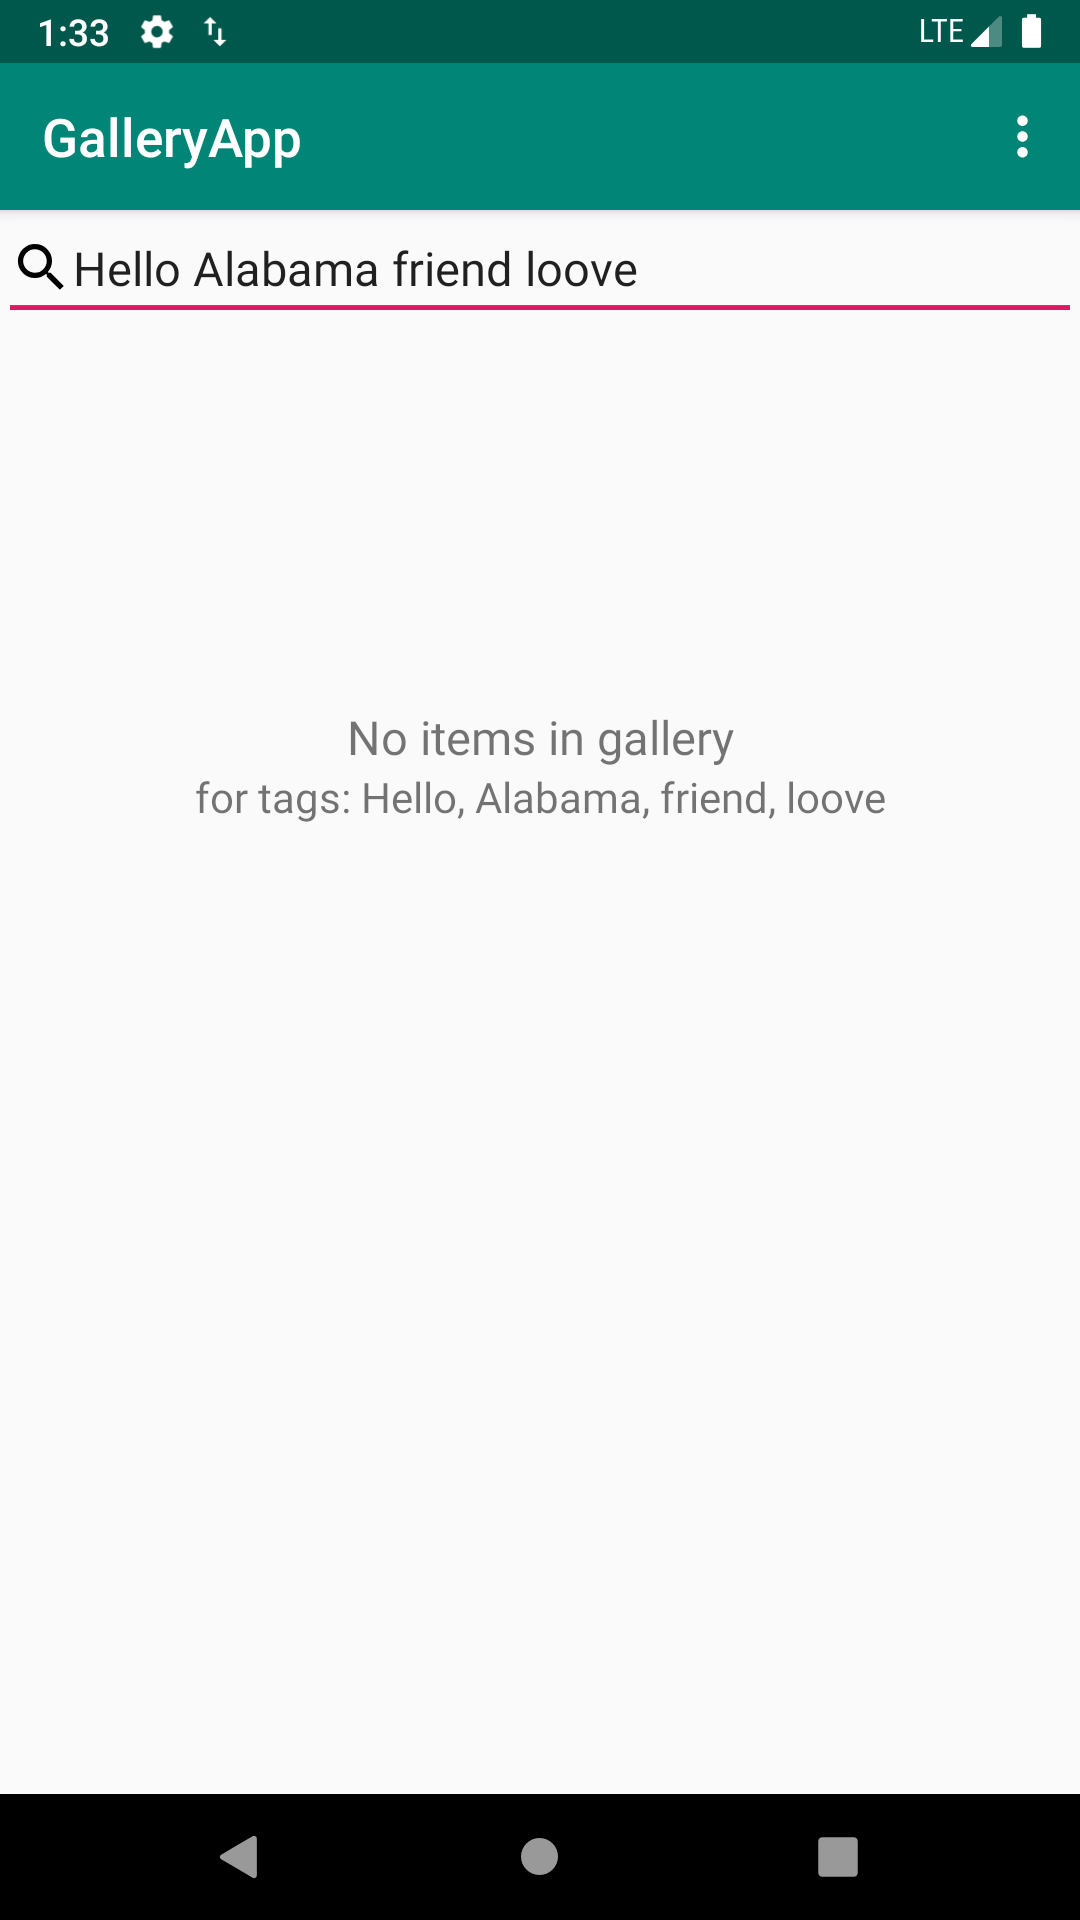 1:33 LTE
GalleryApp
Hello Alabama friend loove
No items in gallery
for tags: Hello, Alabama, friend, loove